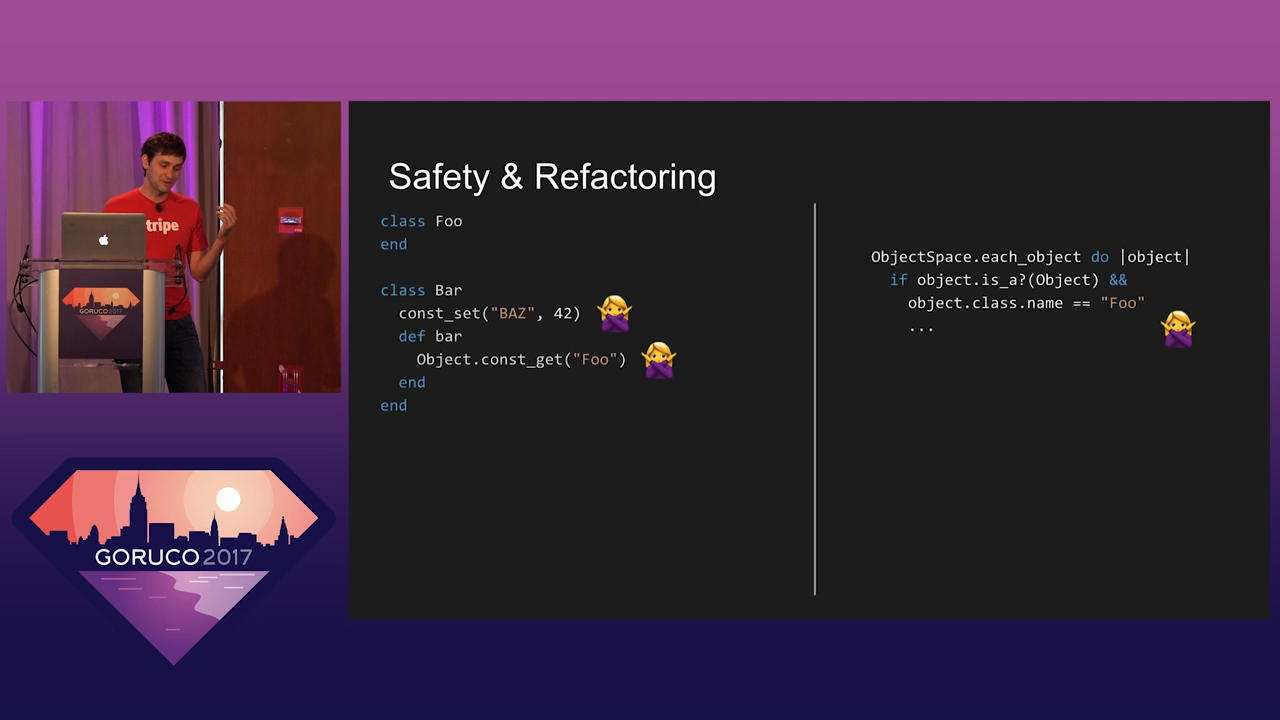 Safety & Refactoring
class Foo
end
class Bar
const_set("BAZ", 42)
def bar
Object.const_get("Foo")
end
end
ObjectSpace.each_object do |object|
if object.is_a?(Object) &&
object.class.name == "Foo"
...
tripe
GORUCO 2017
GORUCO 2017